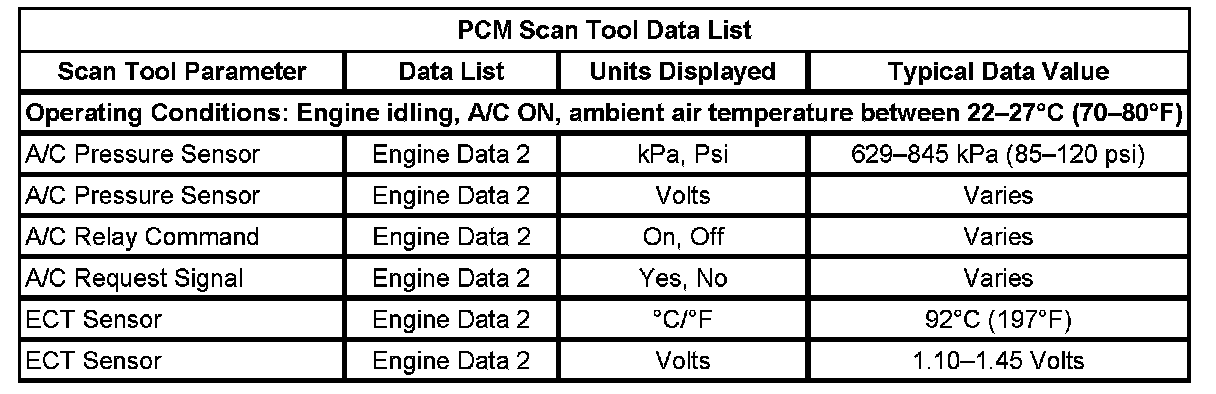 PCM Scan Tool Data List
Scan Tool Parameter Data List Units Displayed Typical Data Value
Operating Conditions: Engine idling, A/C ON, ambient air temperature between 22–27°C (70–80°F)
A/C Pressure Sensor Engine Data 2 kPa, Psi 629–845 kPa (85–120 psi)
A/C Pressure Sensor Engine Data 2 Volts Varies
A/C Relay Command Engine Data 2 On, Off Varies
A/C Request Signal Engine Data 2 Yes, No Varies
ECT Sensor Engine Data 2 °C/°F 92°C (197°F)
ECT Sensor Engine Data 2 Volts 1.10–1.45 Volts